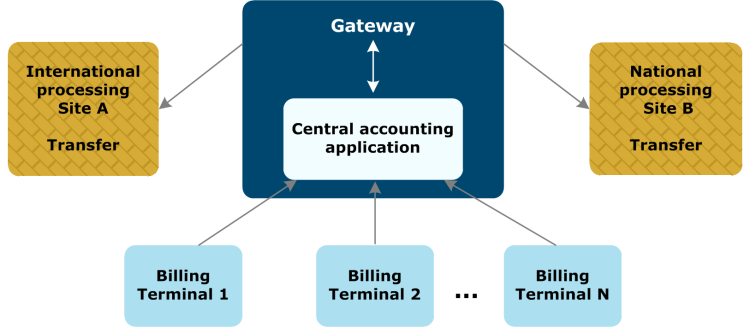 Gateway
International
processing
Site A
Transfer
Central accounting
application
National
processing
Site B
Transfer
Billing
Terminal 1
Billing
Terminal 2
...
Billing
Terminal N